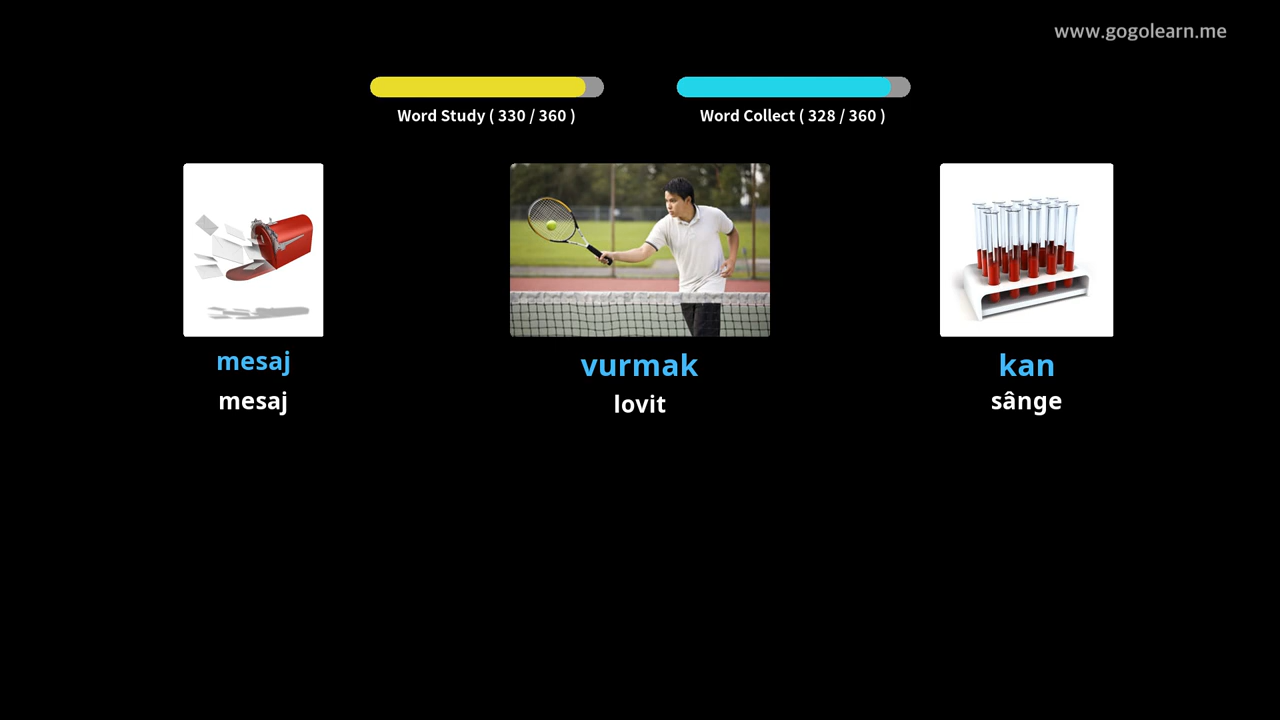 www.gogolearn.me
Word Study ( 330 / 360 )
Word Collect ( 328 / 360 )
mesaj
mesaj
vurmak
lovit
kan
sânge